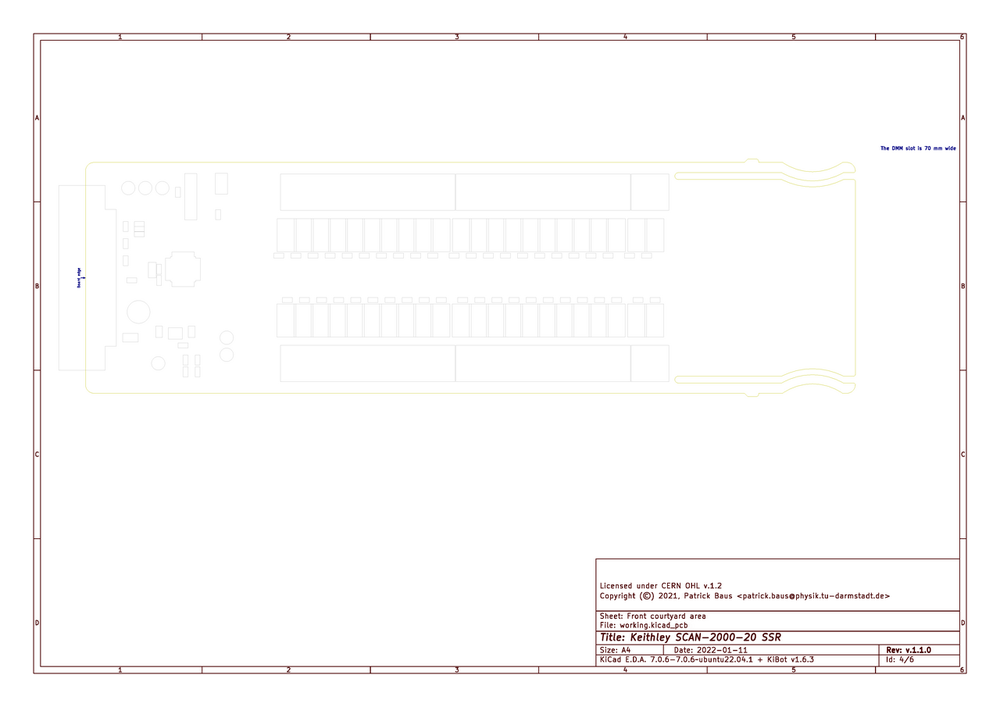 1 2 3 4 5 6
A A
The DMM slot is 70 mm wide
Board edge
B B
C C
Licensed under CERN OHL v.1.2
Copyright (©) 2021, Patrick Baus <patrick.baus@physik.tu-darmstadt.de>
Sheet: Front courtyard area
D D
File: working.kicad_pcb
Title: Keithley SCAN-2000-20 SSR
Size: A4 Date: 2022-01-11 Rev: v.1.1.0
KiCad E.D.A. 7.0.6-7.0.6~ubuntu22.04.1 + KiBot v1.6.3 Id: 4/6
1 2 3 4 5 6